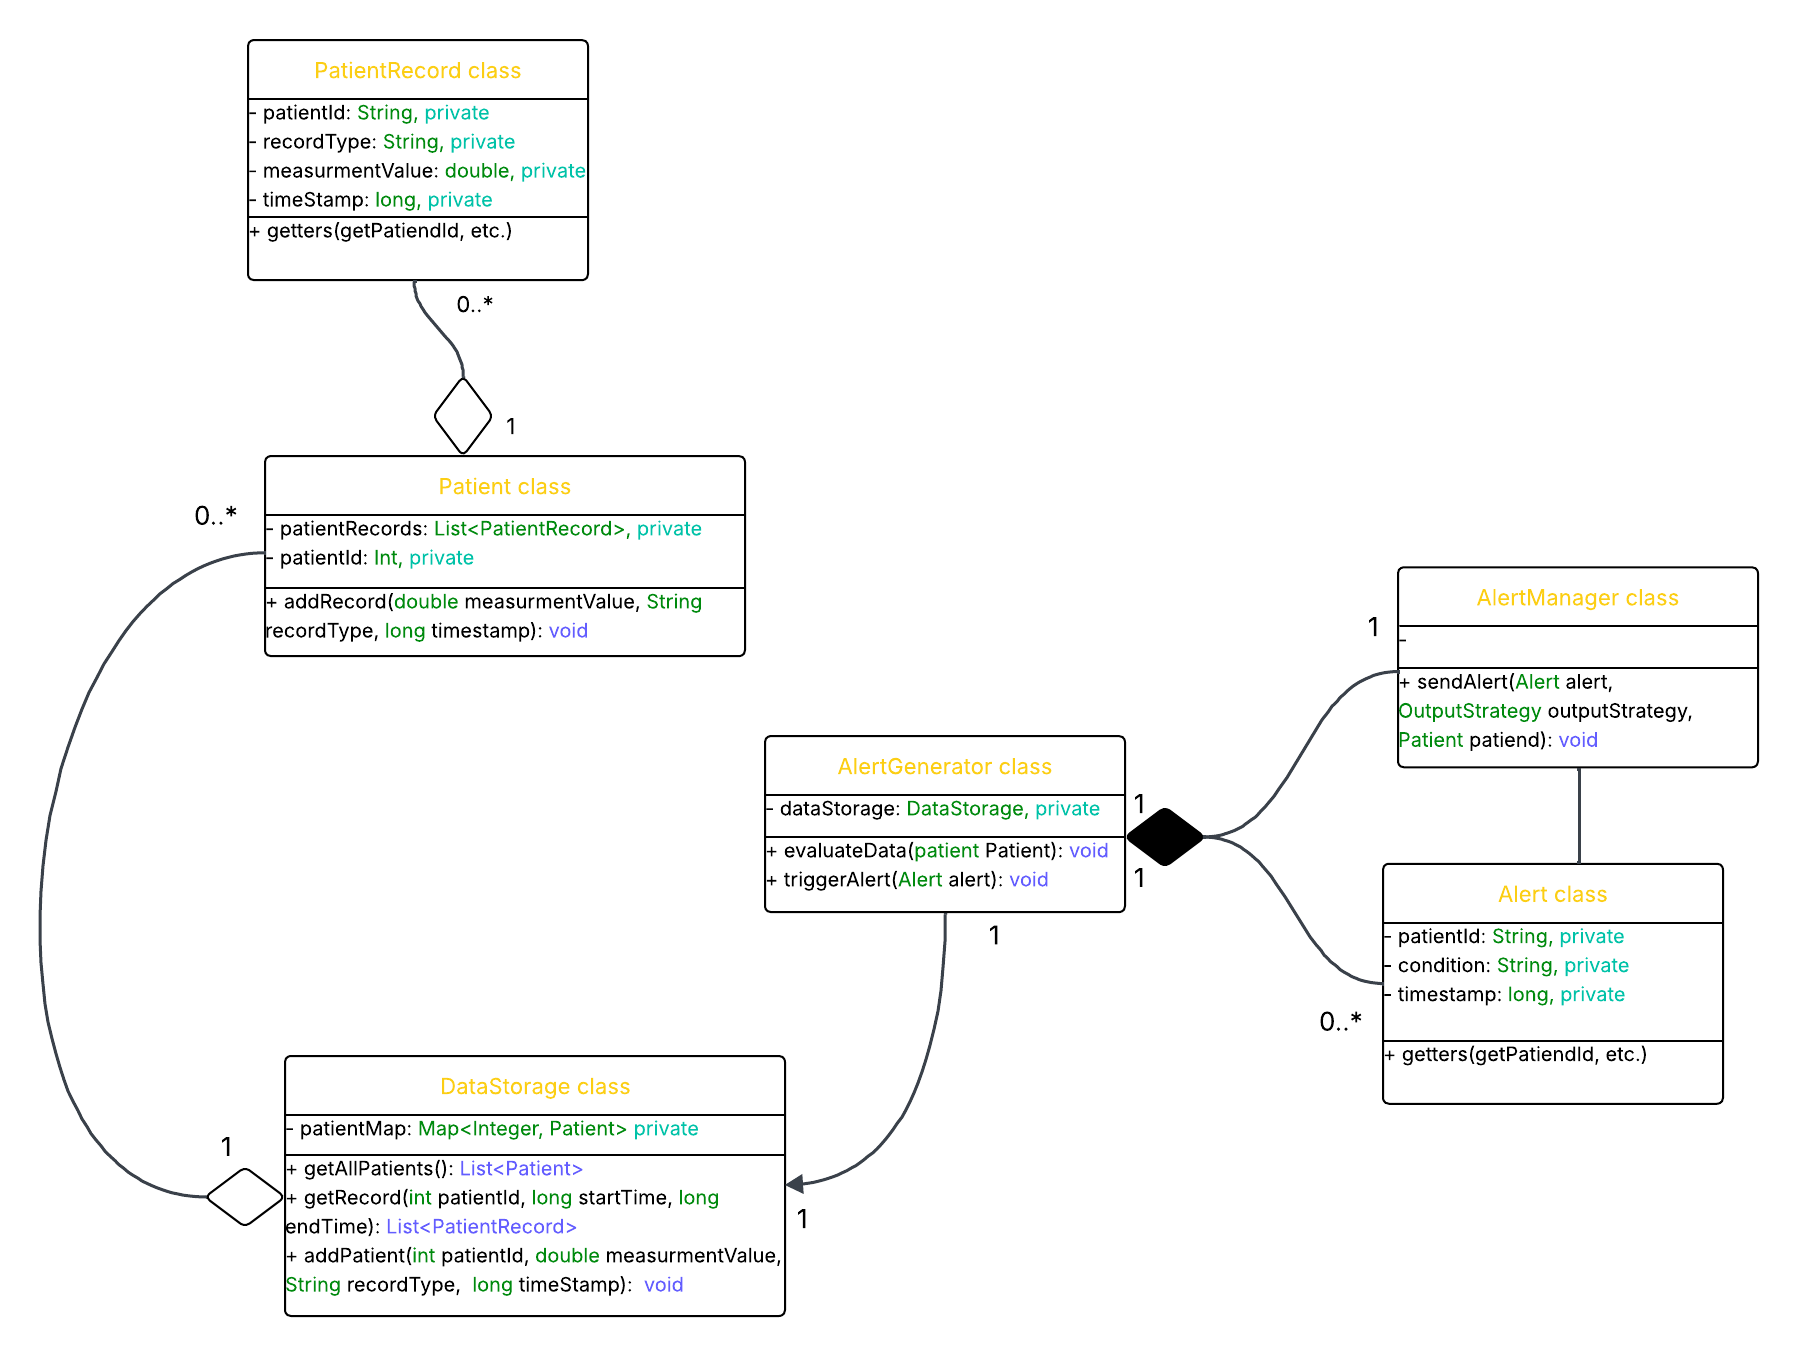 PatientRecord class
- patientId: String, private
- recordType: String, private
- measurmentValue: double, private
- timeStamp: long, private
+ getters(getPatiendId, etc.)
0..*
1
Patient class
- patientRecords: List<PatientRecord>, private
- patientId: Int, private
+ addRecord(double measurmentValue, String
recordType, long timestamp): void
0..*
AlertManager class
-
+ sendAlert(Alert alert,
OutputStrategy outputStrategy,
Patient patiend): void
1
AlertGenerator class
- dataStorage: DataStorage, private
+ evaluateData(patient Patient): void
+ triggerAlert(Alert alert): void
1
1
1
Alert class
- patientId: String, private
- condition: String, private
- timestamp: long, private
+ getters(getPatiendId, etc.)
0..*
DataStorage class
- patientMap: Map<Integer, Patient> private
+ getAllPatients(): List<Patient>
+ getRecord(int patientId, long startTime, long
endTime): List<PatientRecord>
+ addPatient(int patientId, double measurmentValue,
String recordType,  long timeStamp):  void
1
1